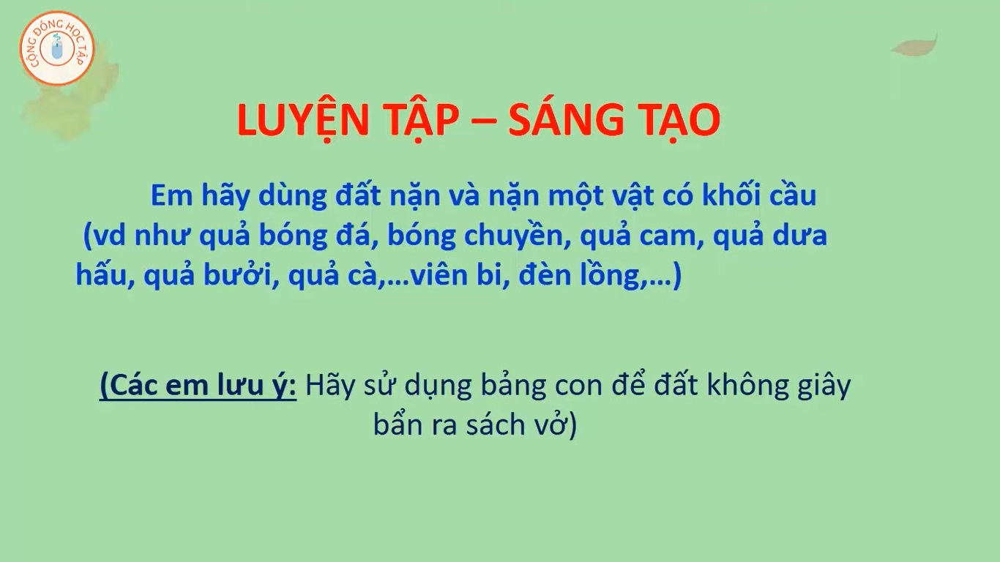 CỘNG ĐỒNG HỌC TẬP
LUYỆN TẬP – SÁNG TẠO
Em hãy dùng đất nặn và nặn một vật có khối cầu
(vd như quả bóng đá, bóng chuyền, quả cam, quả dưa
hấu, quả bưởi, quả cà,...viên bi, đèn lồng,...)
(Các em lưu ý: Hãy sử dụng bảng con để đất không giây
bẩn ra sách vở)